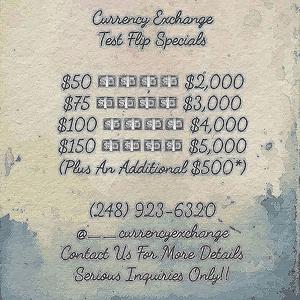 Currency Exchange
Test Flip Specials
$50 💵💵💵💵 $2,000
$75 💵💵💵💵 $3,000
$100 💵💵💵💵 $4,000
$150 💵💵💵💵 $5,000
(Plus An Additional $500*)
(248) 923-6320
@___currencyexchange
Contact Us For More Details
Serious Inquiries Only!!